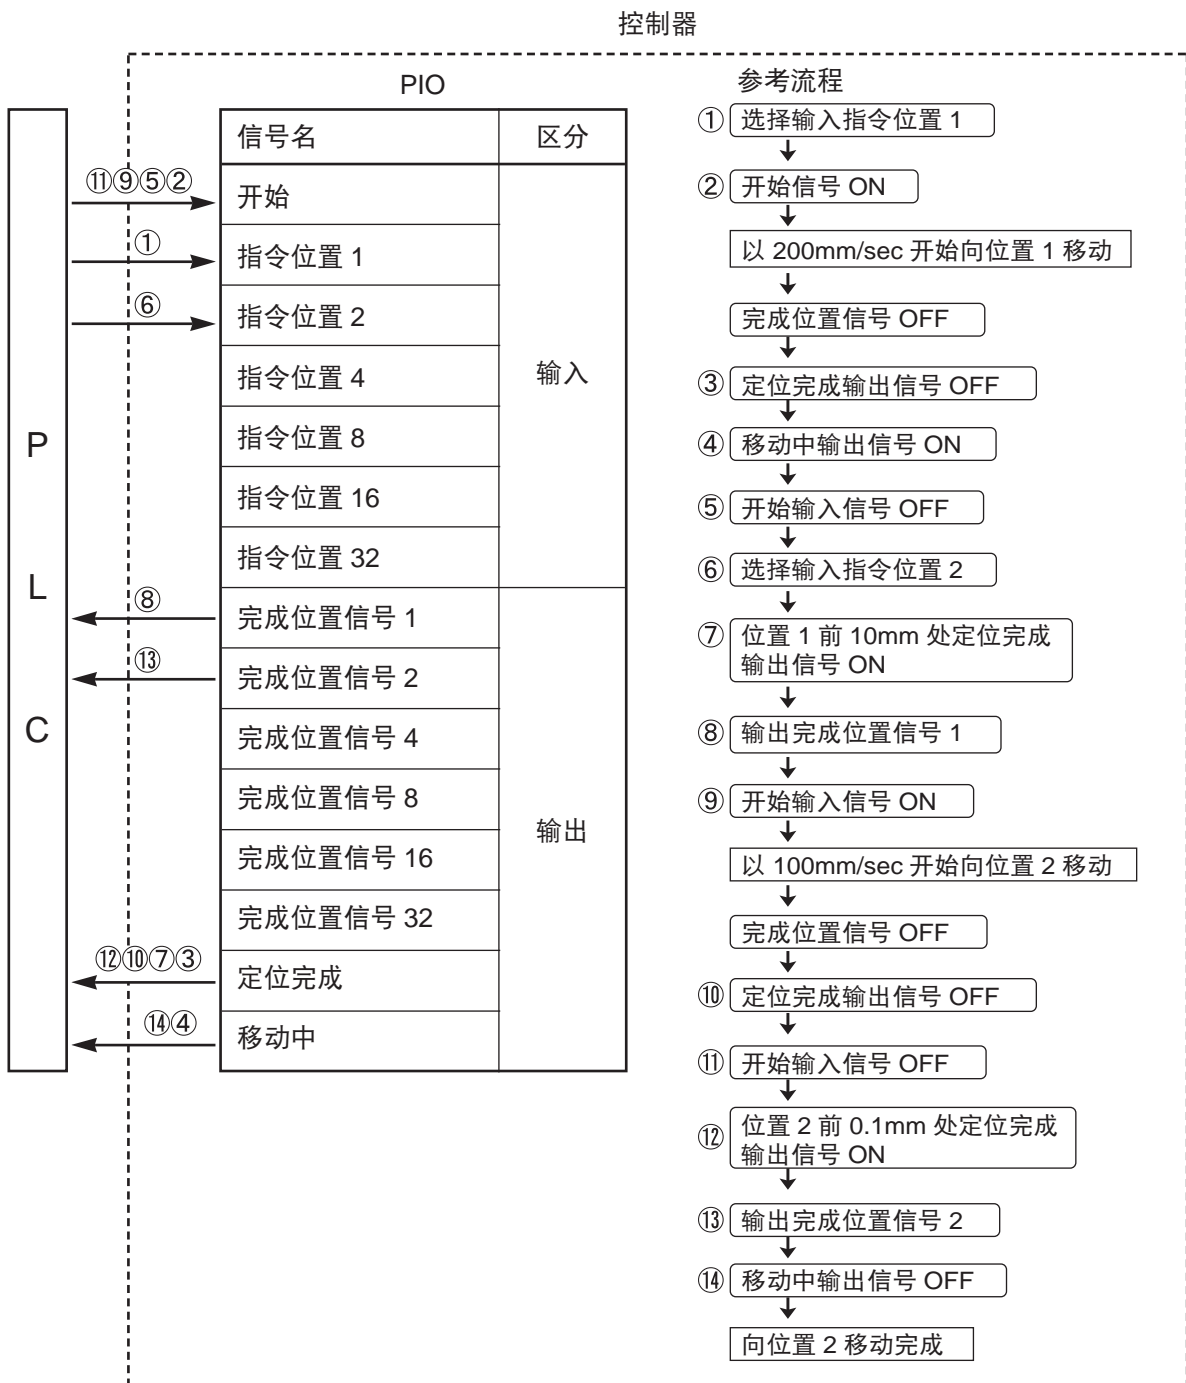 控制器
PIO
参考流程
P
L
C
信号名 区分
⑪⑨⑤②
开始
①
指令位置 1
⑥
指令位置 2
指令位置 4
输入
指令位置 8
指令位置 16
指令位置 32
⑧
完成位置信号 1
⑬
完成位置信号 2
完成位置信号 4
完成位置信号 8
输出
完成位置信号 16
完成位置信号 32
⑫⑩⑦③
定位完成
⑭④
移动中
① 选择输入指令位置 1
② 开始信号 ON
以 200mm/sec 开始向位置 1 移动
完成位置信号 OFF
③ 定位完成输出信号 OFF
④ 移动中输出信号 ON
⑤ 开始输入信号 OFF
⑥ 选择输入指令位置 2
⑦ 位置 1 前 10mm 处定位完成
输出信号 ON
⑧ 输出完成位置信号 1
⑨ 开始输入信号 ON
以 100mm/sec 开始向位置 2 移动
完成位置信号 OFF
⑩ 定位完成输出信号 OFF
⑪ 开始输入信号 OFF
⑫ 位置 2 前 0.1mm 处定位完成
输出信号 ON
⑬ 输出完成位置信号 2
⑭ 移动中输出信号 OFF
向位置 2 移动完成